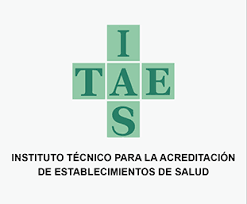 I
TAE
S
INSTITUTO TÉCNICO PARA LA ACREDITACIÓN
DE ESTABLECIMIENTOS DE SALUD